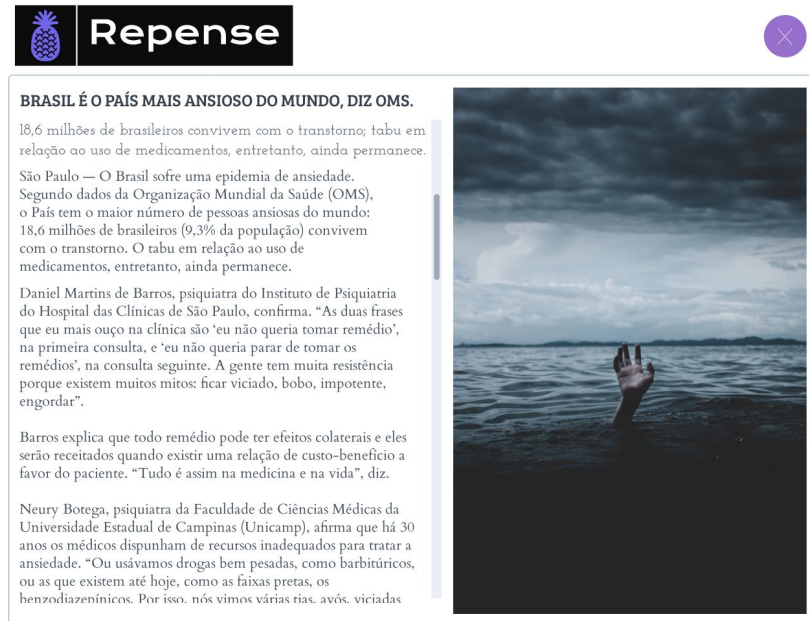 Repense
BRASIL É O PAÍS MAIS ANSIOSO DO MUNDO, DIZ OMS.
18,6 milhões de brasileiros convivem com o transtorno; tabu em
relação ao uso de medicamentos, entretanto, ainda permanece.
São Paulo — O Brasil sofre uma epidemia de ansiedade.
Segundo dados da Organização Mundial da Saúde (OMS),
o País tem o maior número de pessoas ansiosas do mundo:
18,6 milhões de brasileiros (9,3% da população) convivem
com o transtorno. O tabu em relação ao uso de
medicamentos, entretanto, ainda permanece.
Daniel Martins de Barros, psiquiatra do Instituto de Psiquiatria
do Hospital das Clínicas de São Paulo, confirma. “As duas frases
que eu mais ouço na clínica são ‘eu não queria tomar remédio’,
na primeira consulta, e ‘eu não queria parar de tomar os
remédios’, na consulta seguinte. A gente tem muita resistência
porque existem muitos mitos: ficar viciado, bobo, impotente,
engordar”.
Barros explica que todo remédio pode ter efeitos colaterais e eles
serão receitados quando existir uma relação de custo-benefício a
favor do paciente. “Tudo é assim na medicina e na vida”, diz.
Neury Botega, psiquiatra da Faculdade de Ciências Médicas da
Universidade Estadual de Campinas (Unicamp), afirma que há 30
anos os médicos dispunham de recursos inadequados para tratar a
ansiedade. “Ou usávamos drogas bem pesadas, como barbitúricos,
ou as que existem até hoje, como as faixas pretas, os
benzodiazepínicos. Por isso, nós vimos várias tias, avós, viciadas